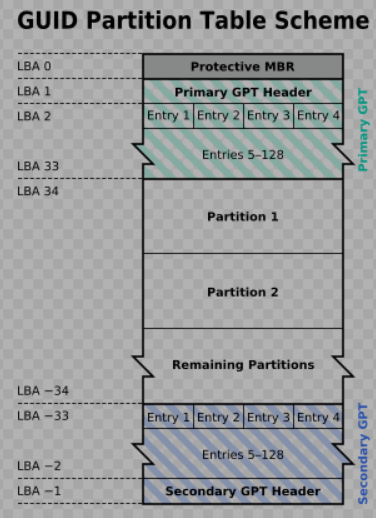 GUID Partition Table Scheme
LBA 0
Protective MBR
LBA 1
Primary GPT Header
LBA 2
Entry 1 Entry 2 Entry 3 Entry 4
Entries 5–128
LBA 33
Primary GPT
LBA 34
Partition 1
Partition 2
Remaining Partitions
LBA −34
LBA −33
Entry 1 Entry 2 Entry 3 Entry 4
Entries 5–128
LBA −2
LBA −1
Secondary GPT Header
Secondary GPT